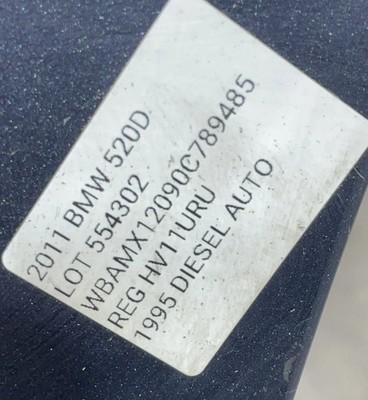 2011 BMW 520D
LOT 554302
WBAMX12090C789485
REG HV11URU
1995 DIESEL AUTO